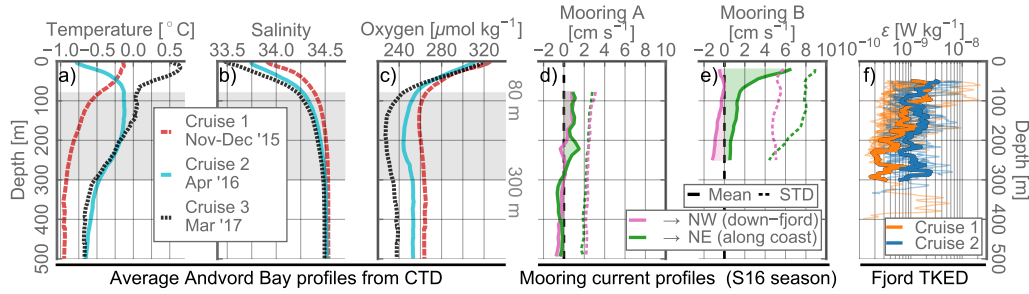 Temperature [°C]
−1.0 −0.5 0.0 0.5
Salinity
33.5 34.0 34.5
Oxygen [μmol kg⁻¹]
240 280 320
Mooring A
[cm s⁻¹]
−2 0 2 4 6 8 10
Mooring B
[cm s⁻¹]
−2 0 2 4 6 8 10
ε [W kg⁻¹]
10⁻¹⁰ 10⁻⁹ 10⁻⁸
a)
b)
c)
d)
e)
f)
Depth [m]
0
100
200
300
400
500
80 m
300 m
Cruise 1
Nov-Dec '15
Cruise 2
Apr '16
Cruise 3
Mar '17
Mean STD
→ NW (down−fjord)
→ NE (along coast)
Cruise 1
Cruise 2
0
100
200
300
400
500
Depth [m]
Average Andvord Bay profiles from CTD
Mooring current profiles (S16 season)
Fjord TKED